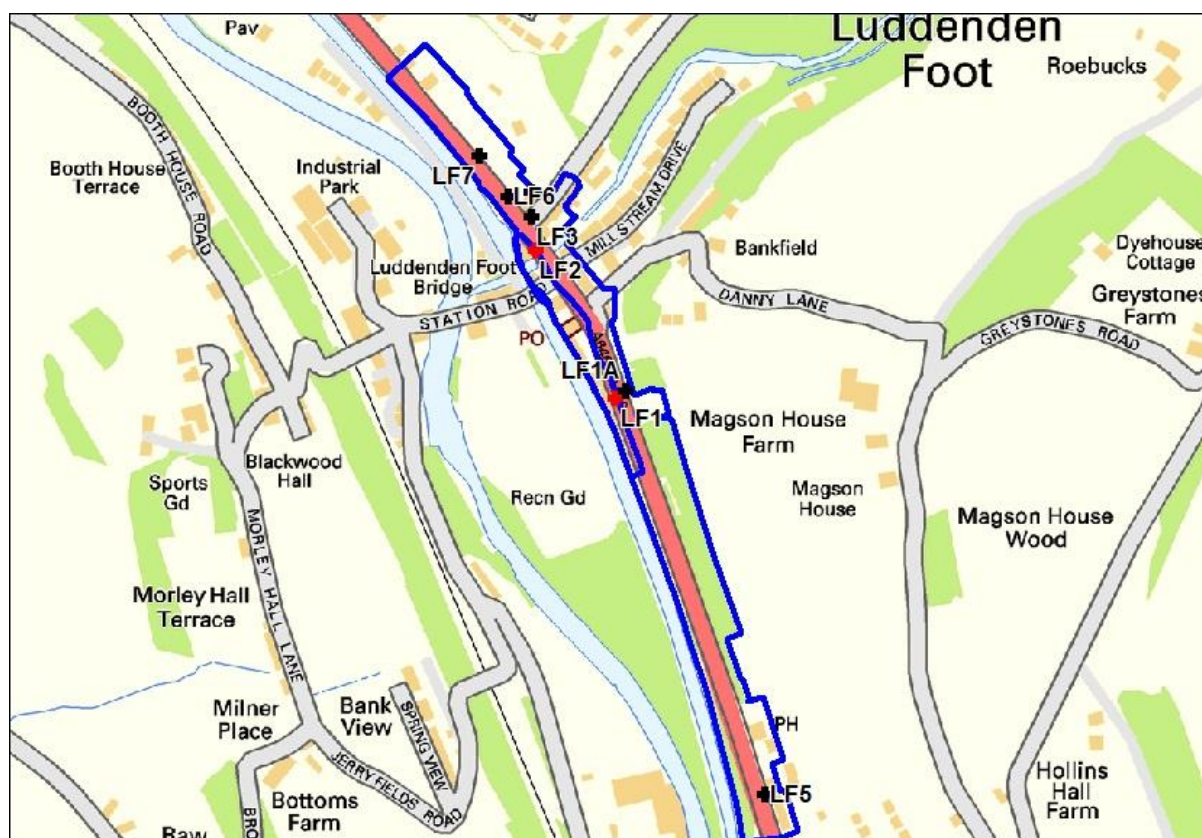 Luddenden
Foot
Pav
Roebucks
BOOTH HOUSE ROAD
Booth House
Terrace
Industrial
Park
LF7
LF6
LF3
LF2
MILL STREAM DRIVE
Bankfield
Dyehouse
Cottage
Luddenden Foot
Bridge
STATION ROAD
DANNY LANE
Greystones
Farm
GREYSTONES ROAD
PO
LF1A
LF1
Magson House
Farm
Blackwood
Hall
Sports
Gd
Recn Gd
Magson
House
Magson House
Wood
MORLEY HALL LANE
Morley Hall
Terrace
Milner
Place
Bank
View
SPRING VIEW
PH
JERRY FIELDS ROAD
Bottoms
Farm
LF5
Hollins
Hall
Farm
BRO
Raw